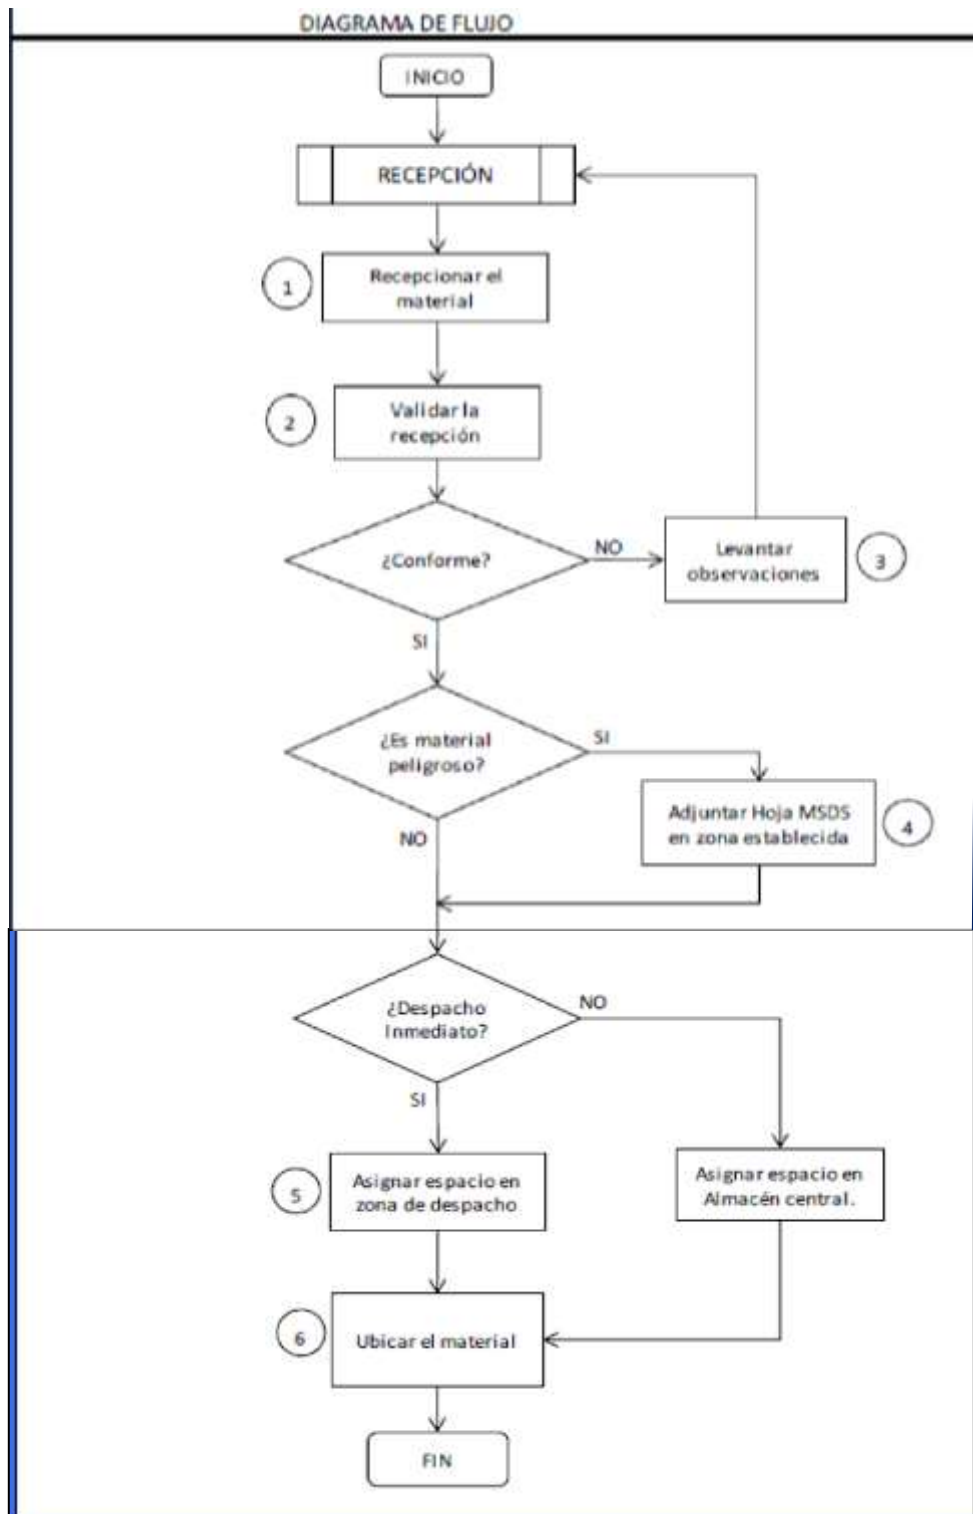 DIAGRAMA DE FLUJO
INICIO
RECEPCIÓN
1
Recepcionar el
material
2
Validar la
recepción
¿Conforme?
NO
Levantar
observaciones
3
SI
¿Es material
peligroso?
SI
Adjuntar Hoja MSDS
en zona establecida
4
NO
¿Despacho
Inmediato?
NO
SI
5
Asignar espacio en
zona de despacho
Asignar espacio en
Almacén central.
6
Ubicar el material
FIN